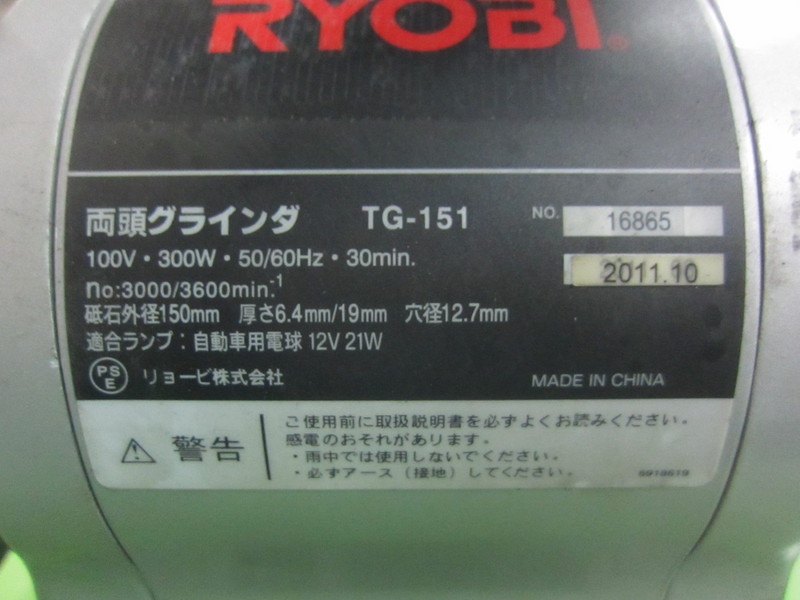 RYOBI®
両頭グラインダ TG-151 NO. 16865
100V・300W・50/60Hz・30min. 2011.10
no:3000/3600min.-1
砥石外径150mm 厚さ6.4mm/19mm 穴径12.7mm
適合ランプ：自動車用電球 12V 21W
PSE リョービ株式会社 MADE IN CHINA
⚠ 警告
ご使用前に取扱説明書を必ずよくお読みください。
感電のおそれがあります。
・雨中では使用しないでください。
・必ずアース（接地）してください。